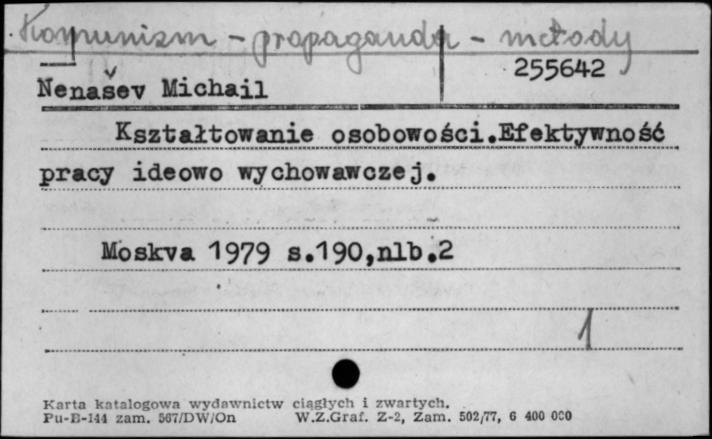 Komunizm - propaganda - metody
255642
Nenašev Michail
Kształtowanie osobowości.Efektywność
pracy ideowo wychowawczej.
Moskva 1979 s.190,nlb.2
1
Karta katalogowa wydawnictw ciągłych i zwartych.
Pu-B-144 zam. 567/DW/On W.Z.Graf. Z-2, Zam. 502/77, 6 400 000